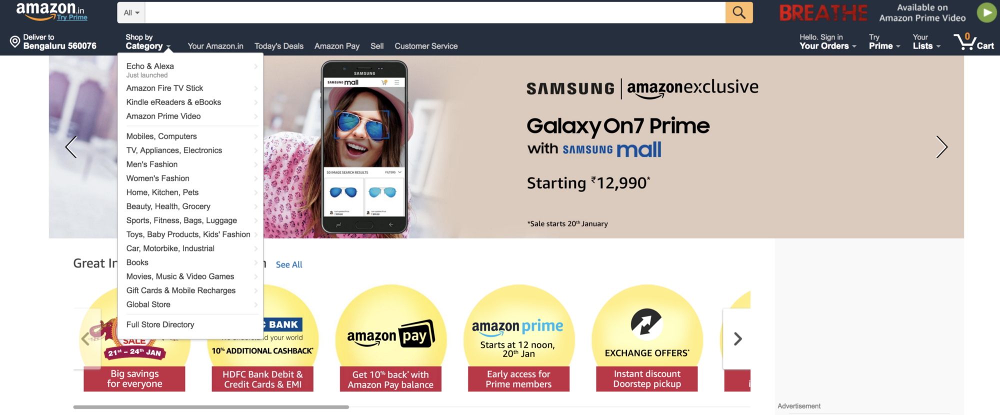 amazon.in
Try Prime
All
BREATHE
Available on
Amazon Prime Video
Deliver to
Bengaluru 560076
Shop by
Category
Your Amazon.in
Today's Deals
Amazon Pay
Sell
Customer Service
Hello. Sign in
Your Orders
Try
Prime
Your
Lists
0
Cart
Echo & Alexa
Just launched
Amazon Fire TV Stick
Kindle eReaders & eBooks
Amazon Prime Video
Mobiles, Computers
TV, Appliances, Electronics
Men's Fashion
Women's Fashion
Home, Kitchen, Pets
Beauty, Health, Grocery
Sports, Fitness, Bags, Luggage
Toys, Baby Products, Kids' Fashion
Car, Motorbike, Industrial
Books
Movies, Music & Video Games
Gift Cards & Mobile Recharges
Global Store
Full Store Directory
SAMSUNG
SAMSUNG mall
50 IMAGE SEARCH RESULTS
FILTERS
SAMSUNG | amazonexclusive
Galaxy On7 Prime
with SAMSUNG mall
Starting ₹12,990*
*Sale starts 20th January
Great
See All
SALE
21st - 24th JAN
Big savings
for everyone
BANK
your world
10% ADDITIONAL CASHBACK*
HDFC Bank Debit &
Credit Cards & EMI
amazon pay
Get 10% back* with
Amazon Pay balance
amazon prime
Starts at 12 noon,
20th Jan
Early access for
Prime members
EXCHANGE OFFERS*
Instant discount
Doorstep pickup
Advertisement